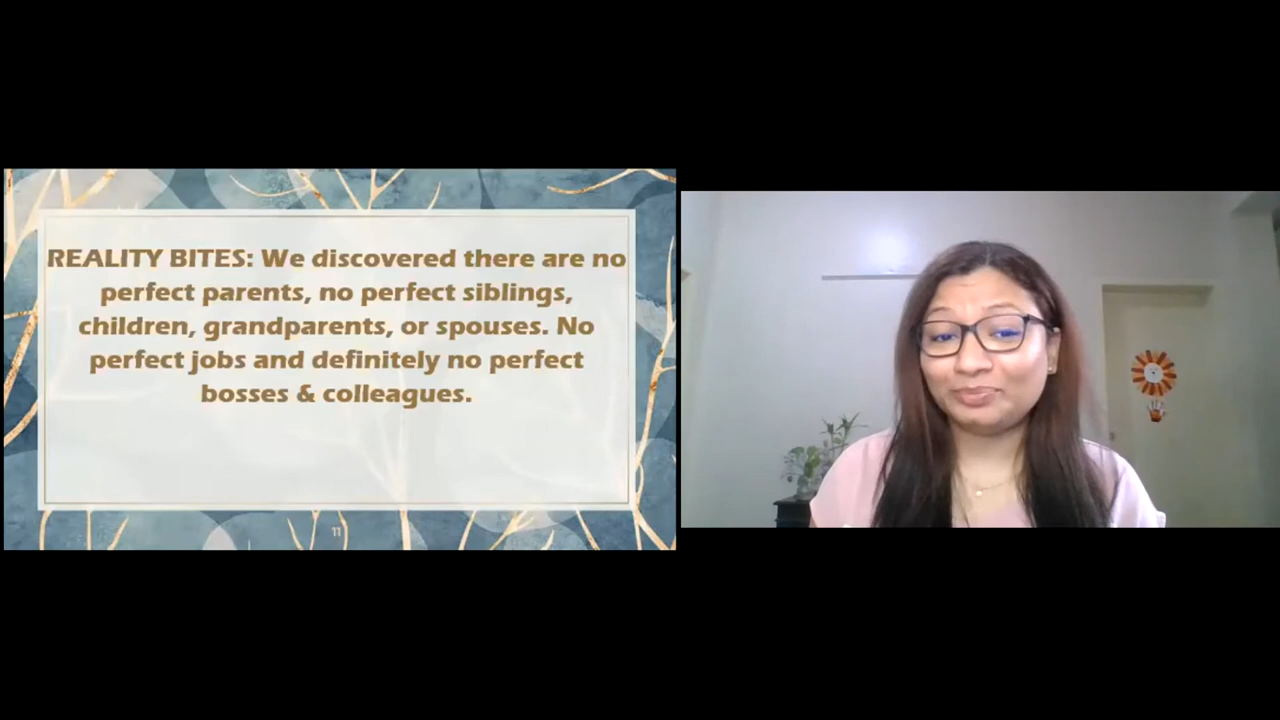 REALITY BITES: We discovered there are no
perfect parents, no perfect siblings,
children, grandparents, or spouses. No
perfect jobs and definitely no perfect
bosses & colleagues.
11